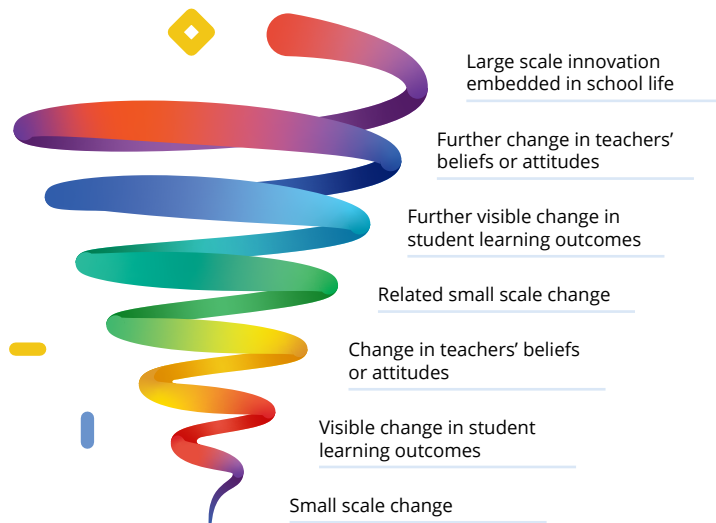 Large scale innovation
embedded in school life
Further change in teachers’
beliefs or attitudes
Further visible change in
student learning outcomes
Related small scale change
Change in teachers’ beliefs
or attitudes
Visible change in student
learning outcomes
Small scale change